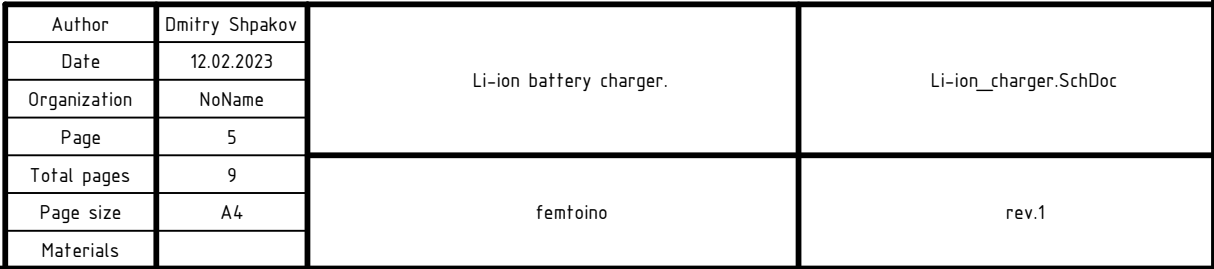 Author Dmitry Shpakov
Date 12.02.2023
Organization NoName
Page 5
Total pages 9
Page size A4
Materials
Li-ion battery charger.
Li-ion_charger.SchDoc
femtoino
rev.1